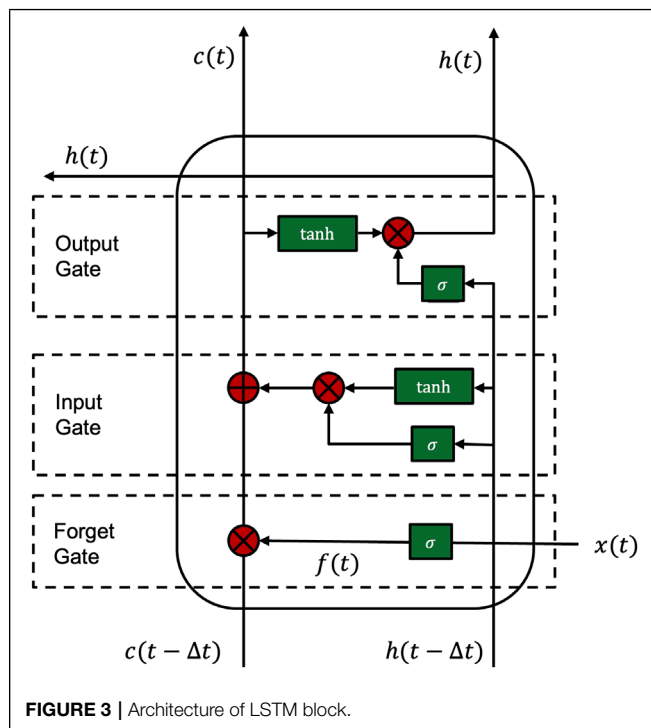 c(t)
h(t)
h(t)
Output
Gate
tanh
σ
Input
Gate
tanh
σ
Forget
Gate
σ
x(t)
f(t)
c(t − Δt)
h(t − Δt)
FIGURE 3 | Architecture of LSTM block.